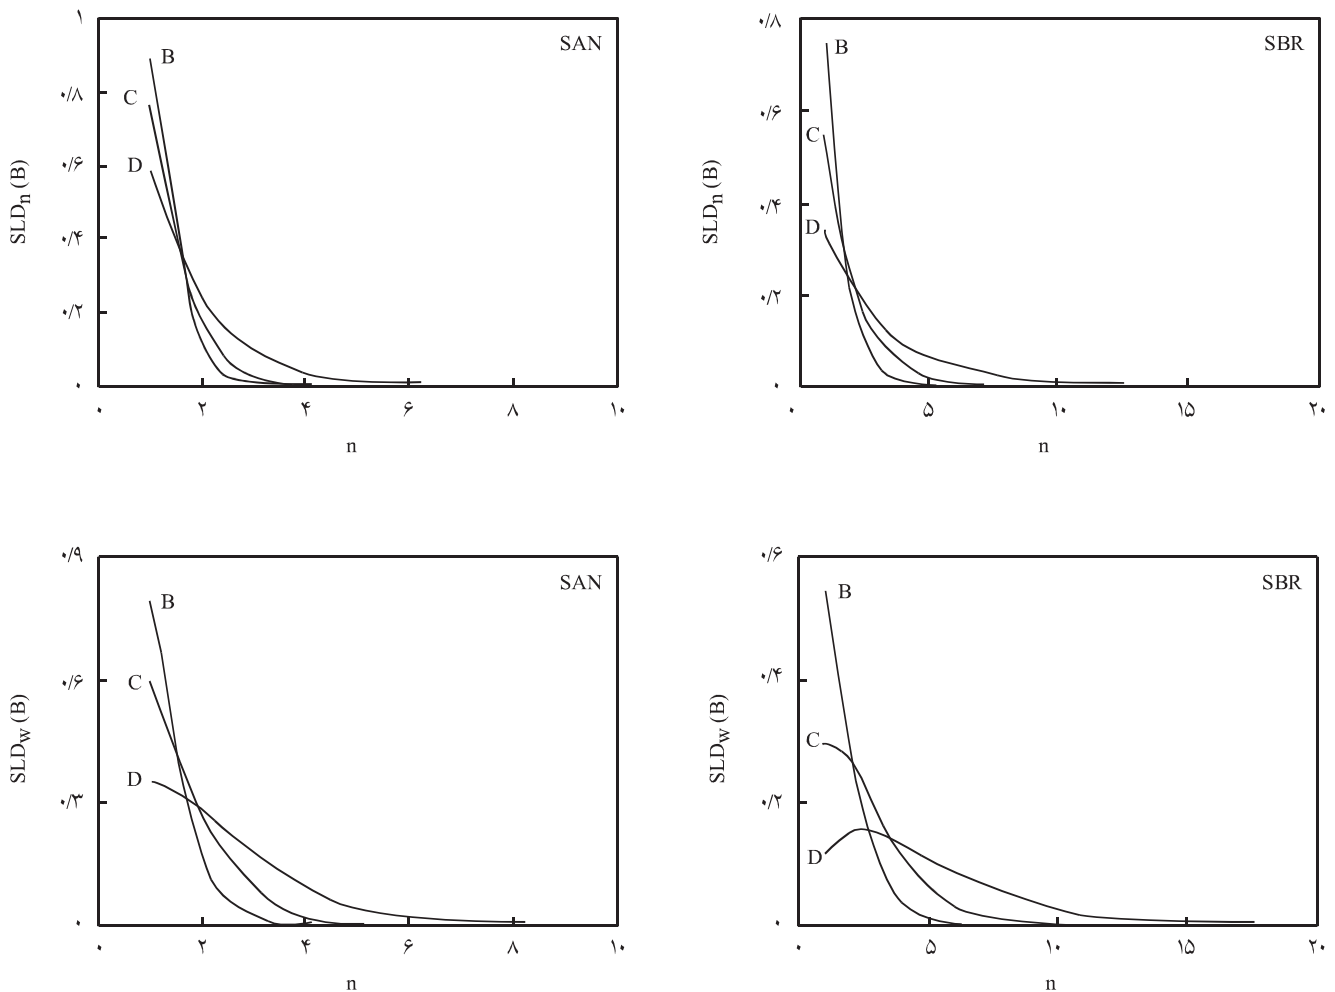 SAN
B
C
D
۱
۰/۸
۰/۶
۰/۴
۰/۲
۰
SLDn (B)
۰ ۲ ۴ ۶ ۸ ۱۰
n
SBR
B
C
D
۰/۸
۰/۶
۰/۴
۰/۲
۰
SLDn (B)
۰ ۵ ۱۰ ۱۵ ۲۰
n
SAN
B
C
D
۰/۹
۰/۶
۰/۳
۰
SLDw (B)
۰ ۲ ۴ ۶ ۸ ۱۰
n
SBR
B
C
D
۰/۶
۰/۴
۰/۲
۰
SLDw (B)
۰ ۵ ۱۰ ۱۵ ۲۰
n